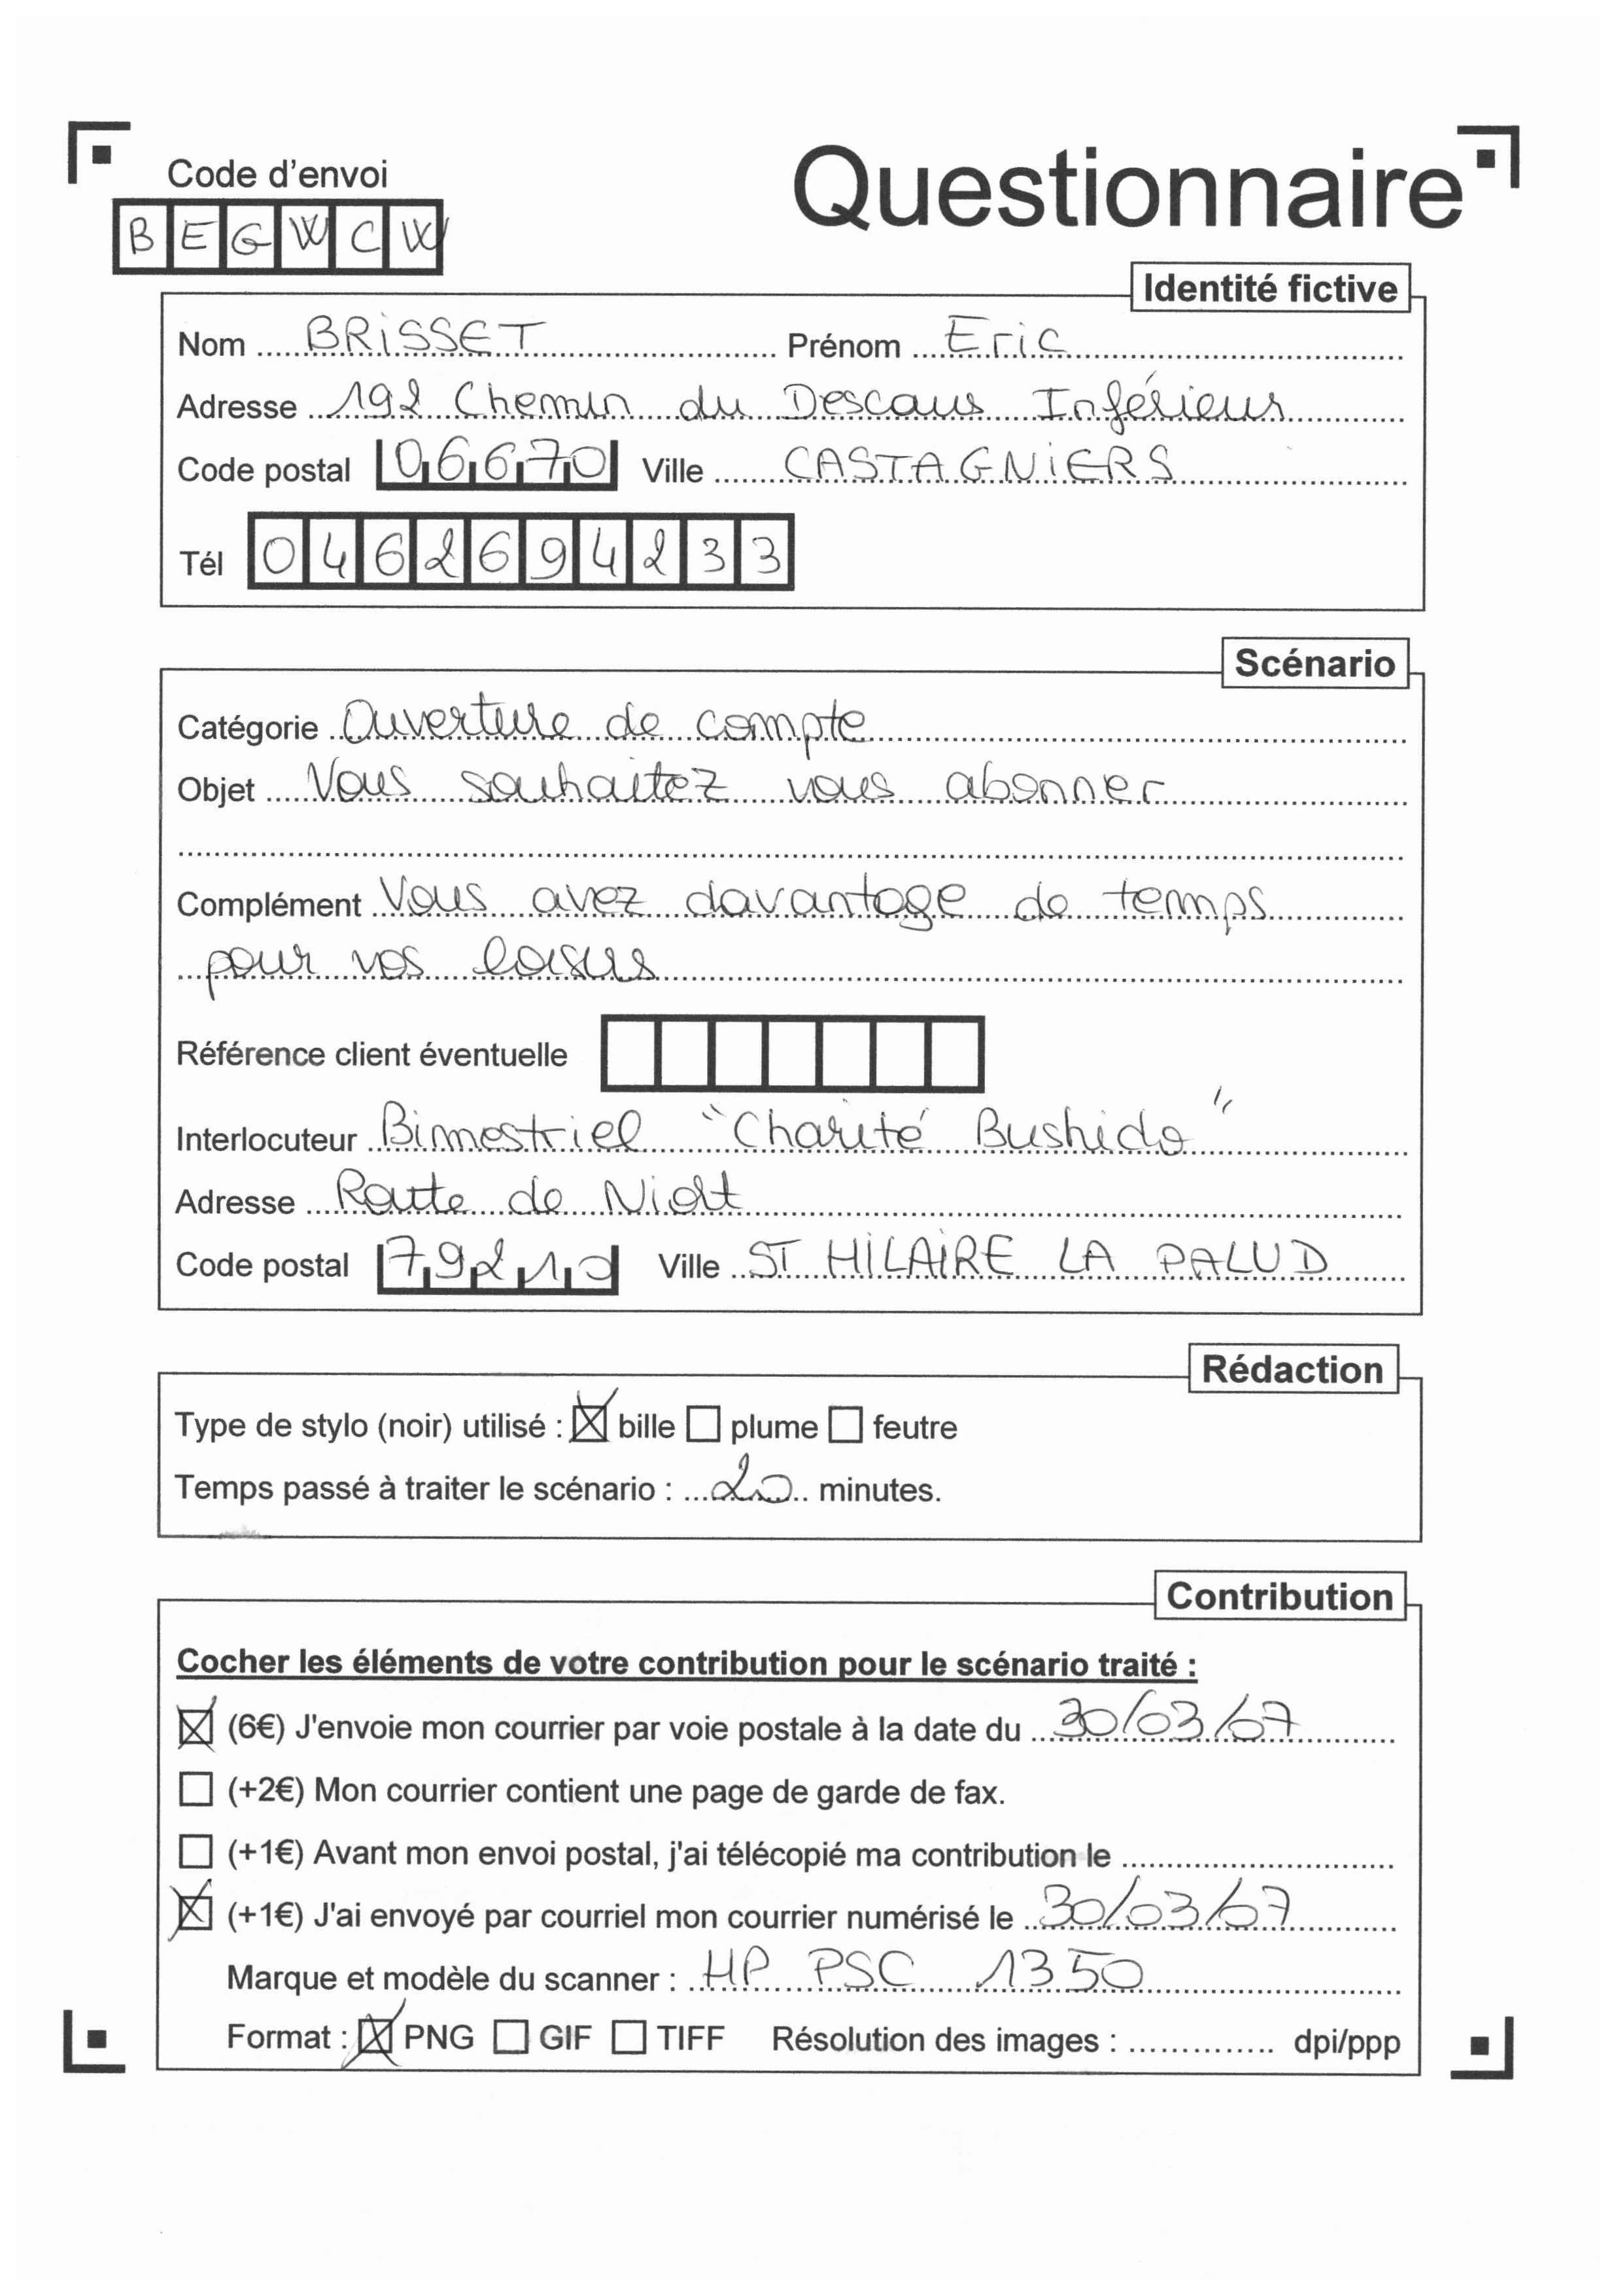 Code d'envoi
Questionnaire
B E G W C W
Identité fictive
Nom BRISSET Prénom Eric
Adresse 192 Chemin du Descaus Inférieur
Code postal 06670 Ville CASTAGNIERS
Tél 0462694233
Scénario
Catégorie Ouverture de compte
Objet Vous souhaitez vous abonner
Complément Vous avez davantage de temps
pour vos loisirs
Référence client éventuelle
Interlocuteur Bimestriel "Charité Bushido"
Adresse Route de Niort
Code postal 79210 Ville ST HILAIRE LA PALUD
Rédaction
Type de stylo (noir) utilisé : ☒ bille ☐ plume ☐ feutre
Temps passé à traiter le scénario : 20 minutes.
Contribution
Cocher les éléments de votre contribution pour le scénario traité :
☒ (6€) J'envoie mon courrier par voie postale à la date du 30/03/07
☐ (+2€) Mon courrier contient une page de garde de fax.
☐ (+1€) Avant mon envoi postal, j'ai télécopié ma contribution le
☒ (+1€) J'ai envoyé par courriel mon courrier numérisé le 30/03/07
Marque et modèle du scanner : HP PSC 1350
Format : ☒ PNG ☐ GIF ☐ TIFF Résolution des images : dpi/ppp